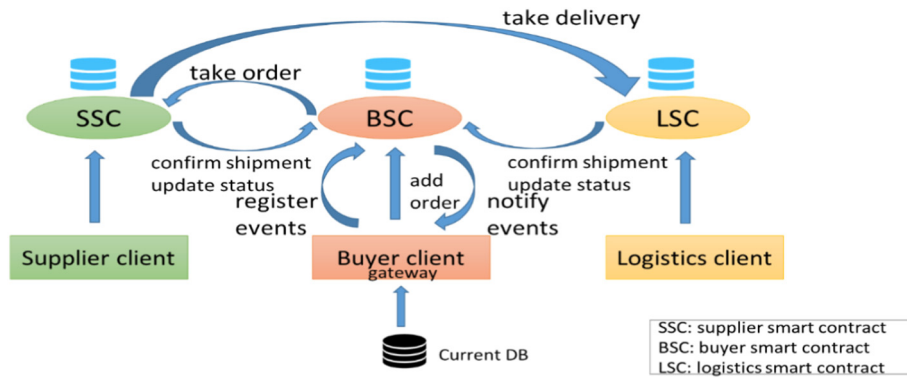 take delivery
take order
SSC
BSC
LSC
confirm shipment
update status
add
order
confirm shipment
update status
register
events
notify
events
Supplier client
Buyer client
gateway
Logistics client
Current DB
SSC: supplier smart contract
BSC: buyer smart contract
LSC: logistics smart contract